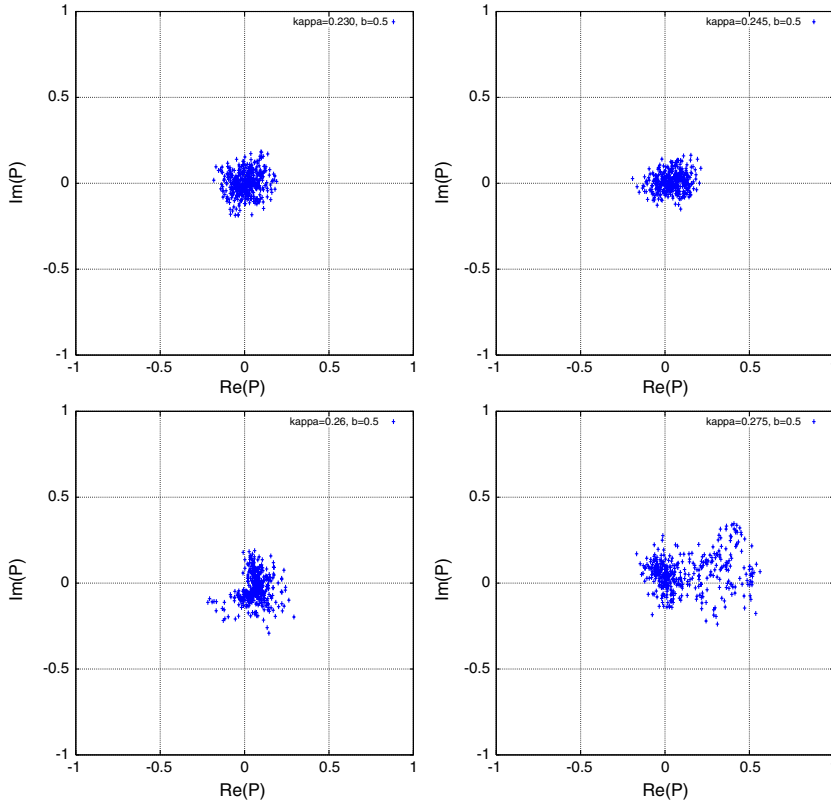 kappa=0.230, b=0.5
1
0.5
0
-0.5
-1
Im(P)
-1 -0.5 0 0.5 1
Re(P)
kappa=0.245, b=0.5
1
0.5
0
-0.5
-1
Im(P)
-1 -0.5 0 0.5
Re(P)
kappa=0.26, b=0.5
1
0.5
0
-0.5
-1
Im(P)
-1 -0.5 0 0.5 1
Re(P)
kappa=0.275, b=0.5
1
0.5
0
-0.5
-1
Im(P)
-1 -0.5 0 0.5
Re(P)